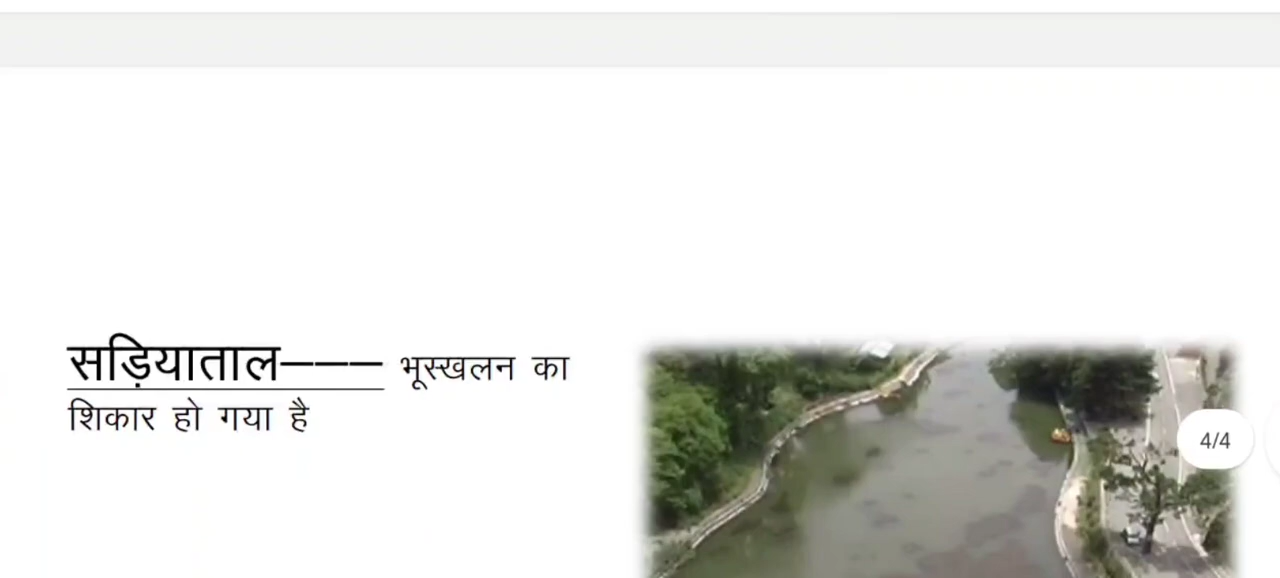 सड़ियाताल––– भूस्खलन का
शिकार हो गया है
4/4